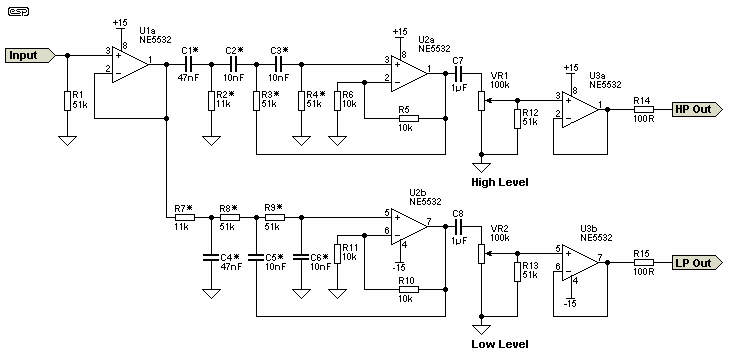 ESP
Input
R1
51k
+15
U1a
NE5532
3
2
8
1
C1*
47nF
C2*
10nF
C3*
10nF
R2*
11k
R3*
51k
R4*
51k
R6
10k
+15
U2a
NE5532
3
2
8
1
R5
10k
C7
1µF
VR1
100k
High Level
R12
51k
+15
U3a
NE5532
3
2
8
1
R14
100R
HP Out
R7*
11k
R8*
51k
R9*
51k
C4*
47nF
C5*
10nF
C6*
10nF
R11
10k
U2b
NE5532
5
6
7
4
-15
R10
10k
C8
1µF
VR2
100k
Low Level
R13
51k
U3b
NE5532
5
6
7
4
-15
R15
100R
LP Out